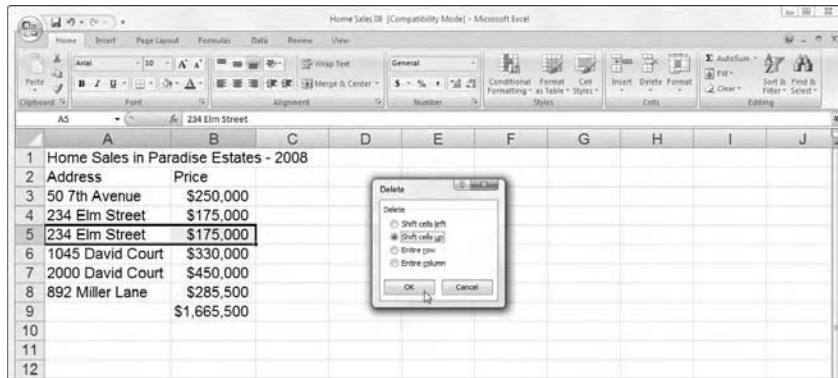 Home Sales 08 [Compatibility Mode] - Microsoft Excel
Home Insert Page Layout Formulas Data Review View
Arial 10 A A Wrap Text General AutoSum
Paste B I U A Merge & Center $ % , Conditional Formatting Format as Table Cell Styles Insert Delete Format Fill Clear Sort & Filter Find & Select
Clipboard Font Alignment Number Styles Cells Editing
A5 fx 234 Elm Street
A B C D E F G H I J
1 Home Sales in Paradise Estates - 2008
2 Address Price
3 50 7th Avenue $250,000
4 234 Elm Street $175,000
5 234 Elm Street $175,000
6 1045 David Court $330,000
7 2000 David Court $450,000
8 892 Miller Lane $285,500
9 $1,665,500
10
11
12
Delete
Delete
Shift cells left
Shift cells up
Entire row
Entire column
OK Cancel